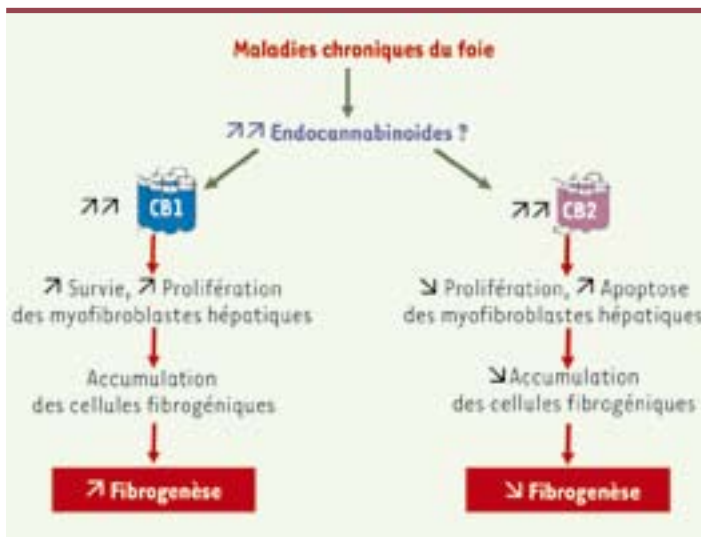 Maladies chroniques du foie
↗↗ Endocannabinoides ?
↗↗ CB1
↗ Survie, ↗ Prolifération
des myofibroblastes hépatiques
Accumulation
des cellules fibrogéniques
↗ Fibrogenèse
↗↗ CB2
↘ Prolifération, ↗ Apoptose
des myofibroblastes hépatiques
↘ Accumulation
des cellules fibrogéniques
↘ Fibrogenèse